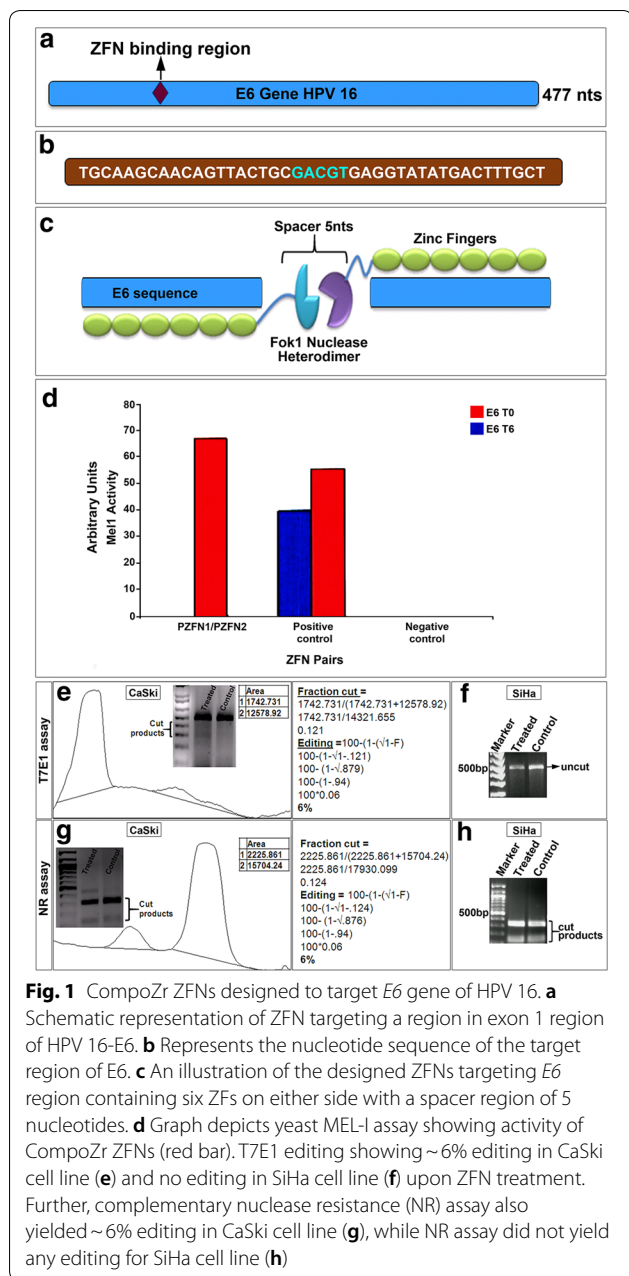 a
ZFN binding region
E6 Gene HPV 16
477 nts
b
TGCAAGCAACAGTTACTGCGACGTGAGGTATATGACTTTGCT
c
Spacer 5nts
Zinc Fingers
E6 sequence
Fok1 Nuclease
Heterodimer
d
E6 T0
E6 T6
Arbitrary Units
Mel1 Activity
80
70
60
50
40
30
20
10
0
PZFN1/PZFN2
Positive
control
Negative
control
ZFN Pairs
T7E1 assay
e
CaSki
Treated
Control
Cut
products
Area
1 1742.731
2 12578.92
Fraction cut =
1742.731/(1742.731+12578.92)
1742.731/14321.655
0.121
Editing =100-(1-(√1-F)
100-(1-√1-.121)
100- (1-√.879)
100-(1-.94)
100*0.06
6%
f
SiHa
Marker
Treated
Control
500bp
uncut
NR assay
g
CaSki
Treated
Control
Cut
products
Area
1 2225.861
2 15704.24
Fraction cut =
2225.861/(2225.861+15704.24)
2225.861/17930.099
0.124
Editing = 100-(1-(√1-F)
100-(1-√1-.124)
100- (1-√.876)
100-(1-.94)
100*0.06
6%
h
SiHa
Marker
Treated
Control
500bp
cut
products
Fig. 1 CompoZr ZFNs designed to target E6 gene of HPV 16. a
Schematic representation of ZFN targeting a region in exon 1 region
of HPV 16-E6. b Represents the nucleotide sequence of the target
region of E6. c An illustration of the designed ZFNs targeting E6
region containing six ZFs on either side with a spacer region of 5
nucleotides. d Graph depicts yeast MEL-I assay showing activity of
CompoZr ZFNs (red bar). T7E1 editing showing ~ 6% editing in CaSki
cell line (e) and no editing in SiHa cell line (f) upon ZFN treatment.
Further, complementary nuclease resistance (NR) assay also
yielded ~ 6% editing in CaSki cell line (g), while NR assay did not yield
any editing for SiHa cell line (h)